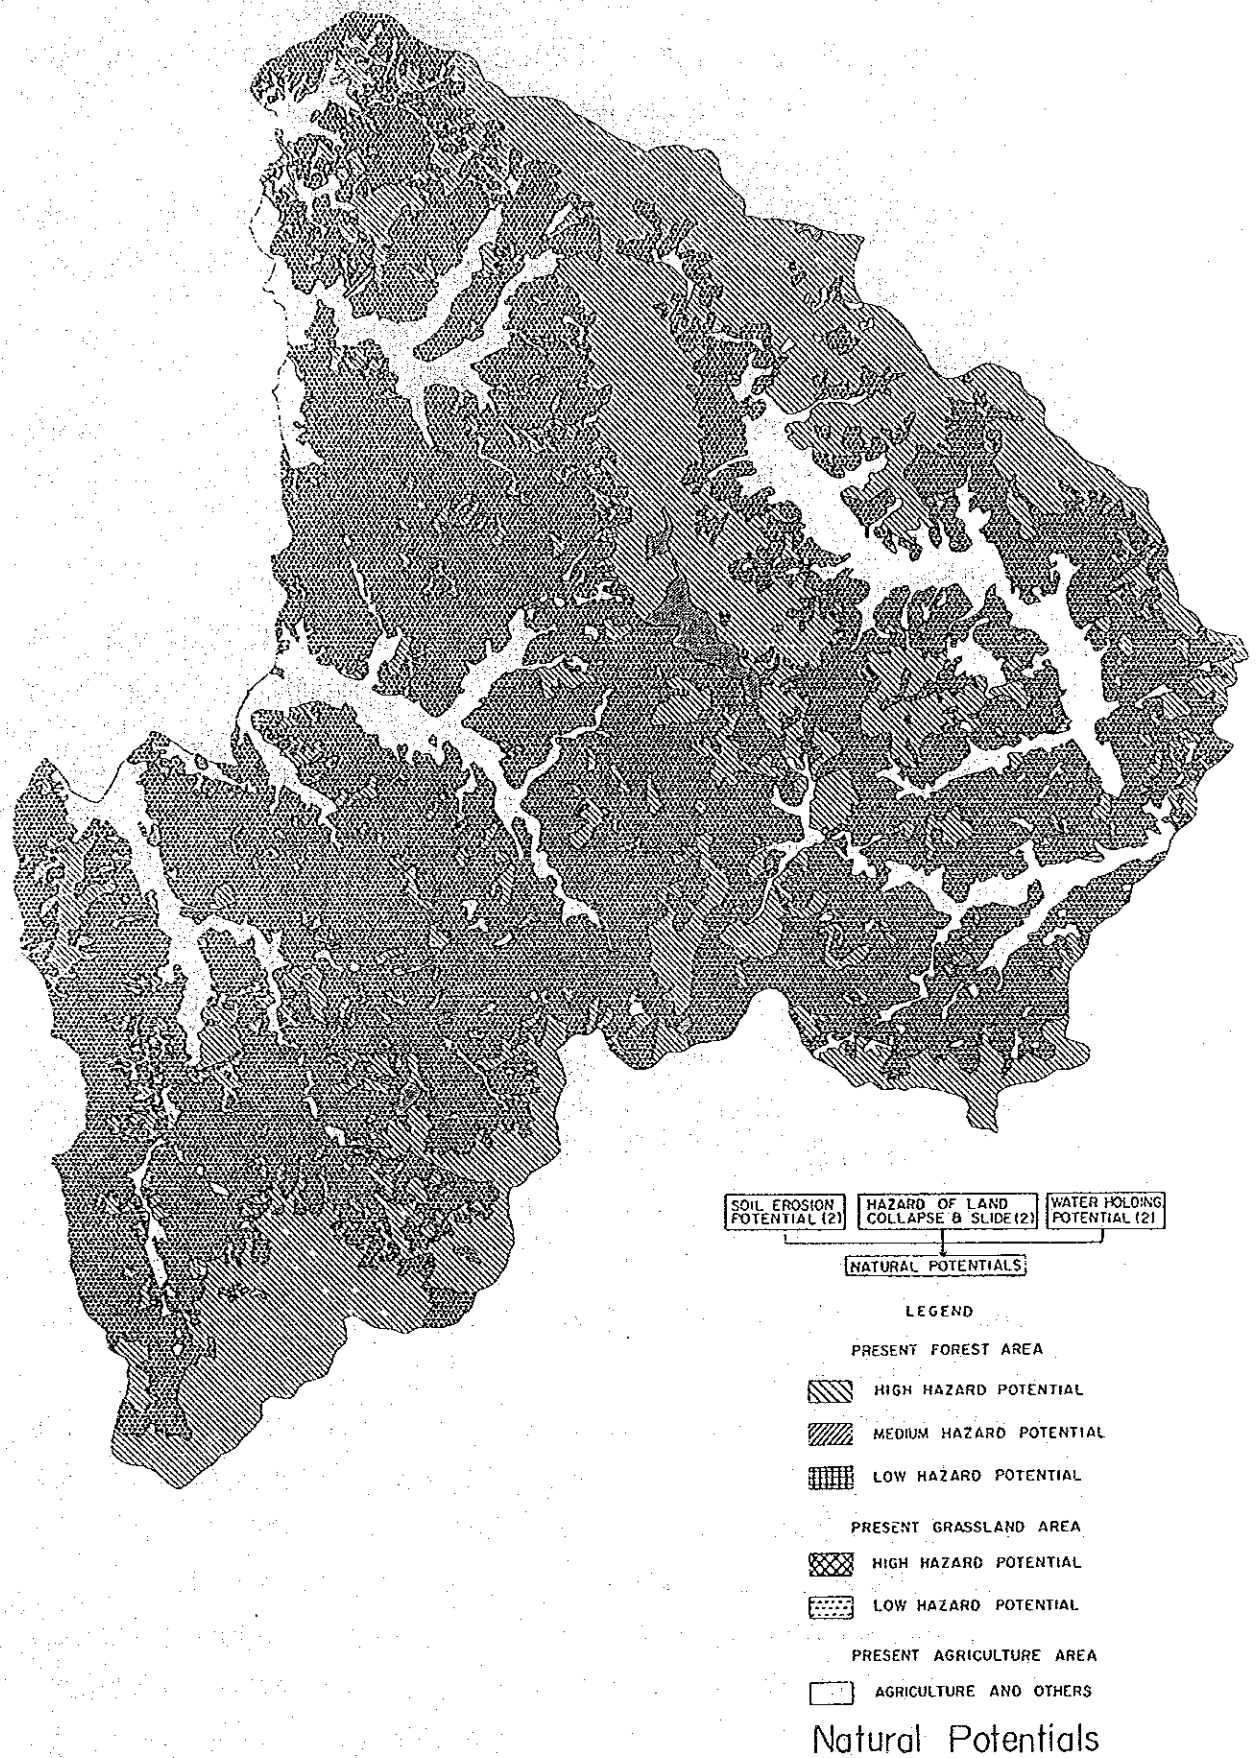 SOIL EROSION
POTENTIAL (2)
HAZARD OF LAND
COLLAPSE & SLIDE (2)
WATER HOLDING
POTENTIAL (2)
NATURAL POTENTIALS
LEGEND
PRESENT FOREST AREA
HIGH HAZARD POTENTIAL
MEDIUM HAZARD POTENTIAL
LOW HAZARD POTENTIAL
PRESENT GRASSLAND AREA
HIGH HAZARD POTENTIAL
LOW HAZARD POTENTIAL
PRESENT AGRICULTURE AREA
AGRICULTURE AND OTHERS
Natural Potentials